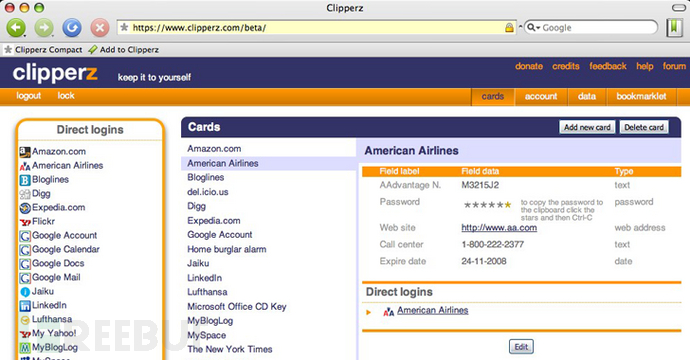 Clipperz
https://www.clipperz.com/beta/
Google
Clipperz Compact Add to Clipperz
clipperz keep it to yourself
donate credits feedback help forum
logout lock
cards account data bookmarklet
Direct logins
Amazon.com
American Airlines
Bloglines
Digg
Expedia.com
Flickr
Google Account
Google Calendar
Google Docs
Google Mail
Jaiku
LinkedIn
Lufthansa
My Yahoo!
MyBlogLog
MySpace
Cards
Add new card Delete card
Amazon.com
American Airlines
Bloglines
del.icio.us
Digg
Expedia.com
Google Account
Home burglar alarm
Jaiku
LinkedIn
Lufthansa
Microsoft Office CD Key
MyBlogLog
MySpace
The New York Times
American Airlines
Field label Field data Type
AAdvantage N. M3215J2 text
Password ****** to copy the password to password
the clipboard click the
stars and then Ctrl-C
Web site http://www.aa.com web address
Call center 1-800-222-2377 text
Expire date 24-11-2008 date
Direct logins
American Airlines
Edit